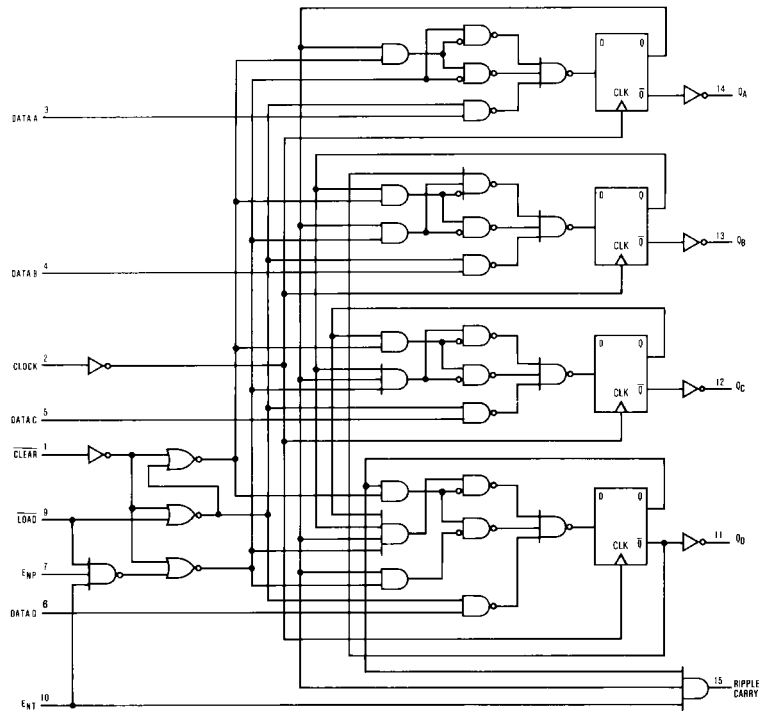 D Q
CLK Q̅
14 QA
3
DATA A
D Q
CLK Q̅
13 QB
4
DATA B
D Q
CLK Q̅
12 QC
2
CLOCK
5
DATA C
1
CLEAR
9
LOAD
D Q
CLK Q̅
11 QD
7
ENP
6
DATA D
10
ENT
15 RIPPLE
CARRY